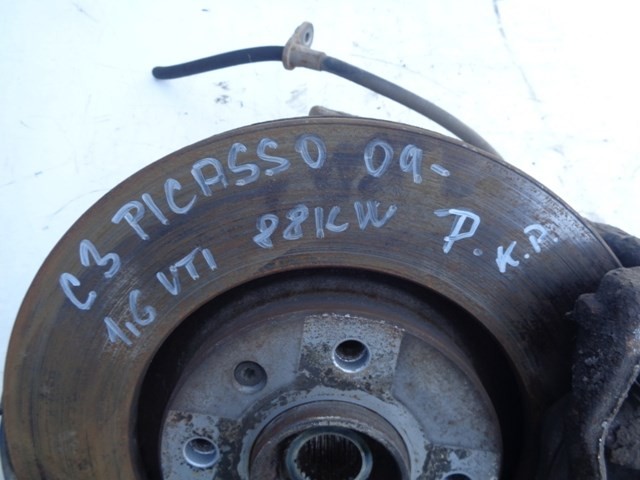 C3 PICASSO 09-
1,6 VTI 88KW P. K.P.